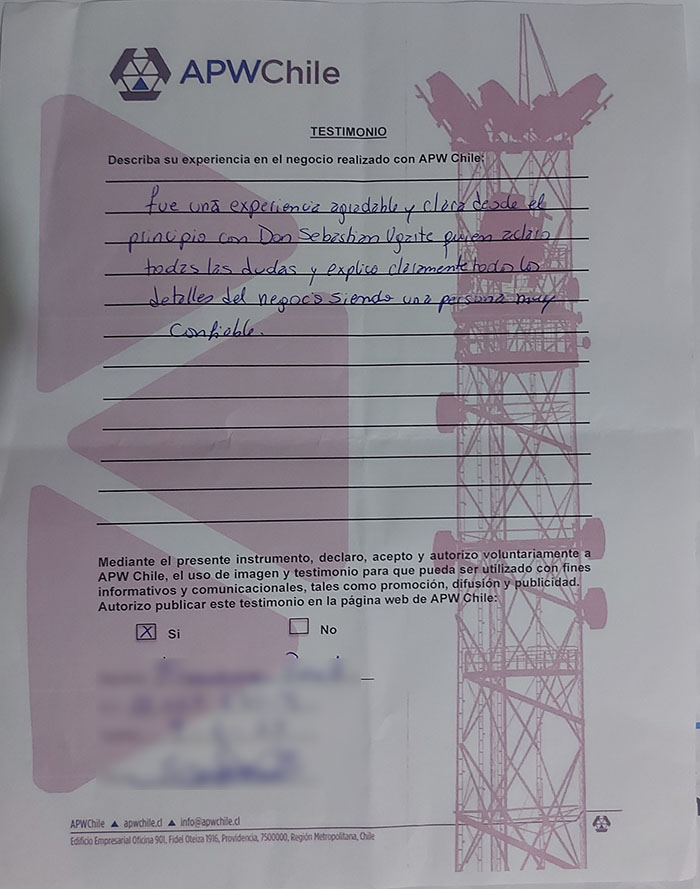 APWChile
TESTIMONIO
Describa su experiencia en el negocio realizado con APW Chile:
fue una experiencia agradable y clara desde el
principio con Don Sebastian Ugarte quien aclaro
todas las dudas y explico claramente todos los
detalles del negocio siendo una persona muy
confiable.
Mediante el presente instrumento, declaro, acepto y autorizo voluntariamente a
APW Chile, el uso de imagen y testimonio para que pueda ser utilizado con fines
informativos y comunicacionales, tales como promoción, difusión y publicidad.
Autorizo publicar este testimonio en la página web de APW Chile:
X Si No
APWChile ▲ apwchile.cl ▲ info@apwchile.cl
Edificio Empresarial Oficina 901, Fidel Oteiza 1916, Providencia, 7500000, Región Metropolitana, Chile